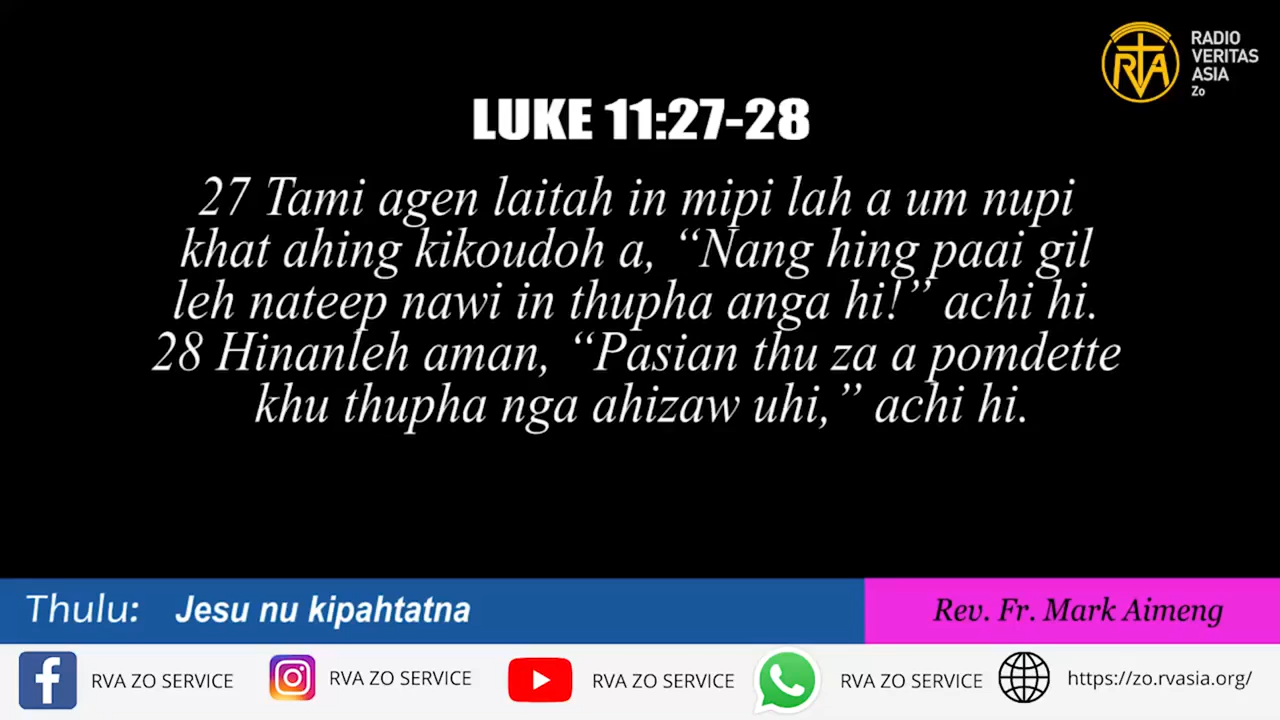 RADIO
VERITAS
ASIA
Zo
RVA
LUKE 11:27-28
27 Tami agen laitah in mipi lah a um nupi
khat ahing kikoudoh a, “Nang hing paai gil
leh nateep nawi in thupha anga hi!” achi hi.
28 Hinanleh aman, “Pasian thu za a pomdette
khu thupha nga ahizaw uhi,” achi hi.
Thulu: Jesu nu kipahtatna
Rev. Fr. Mark Aimeng
RVA ZO SERVICE
RVA ZO SERVICE
RVA ZO SERVICE
RVA ZO SERVICE
https://zo.rvasia.org/